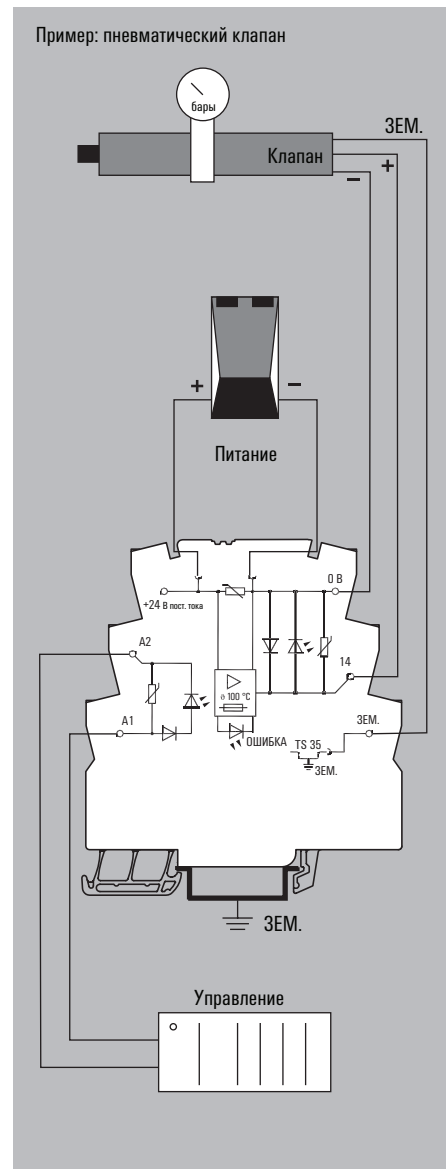 Пример: пневматический клапан
бары
ЗЕМ.
Клапан
+
–
+
–
Питание
0 В
+24 В пост. тока
A2
14
ϑ 100 °C
A1
ОШИБКА
TS 35
ЗЕМ.
ЗЕМ.
ЗЕМ.
Управление